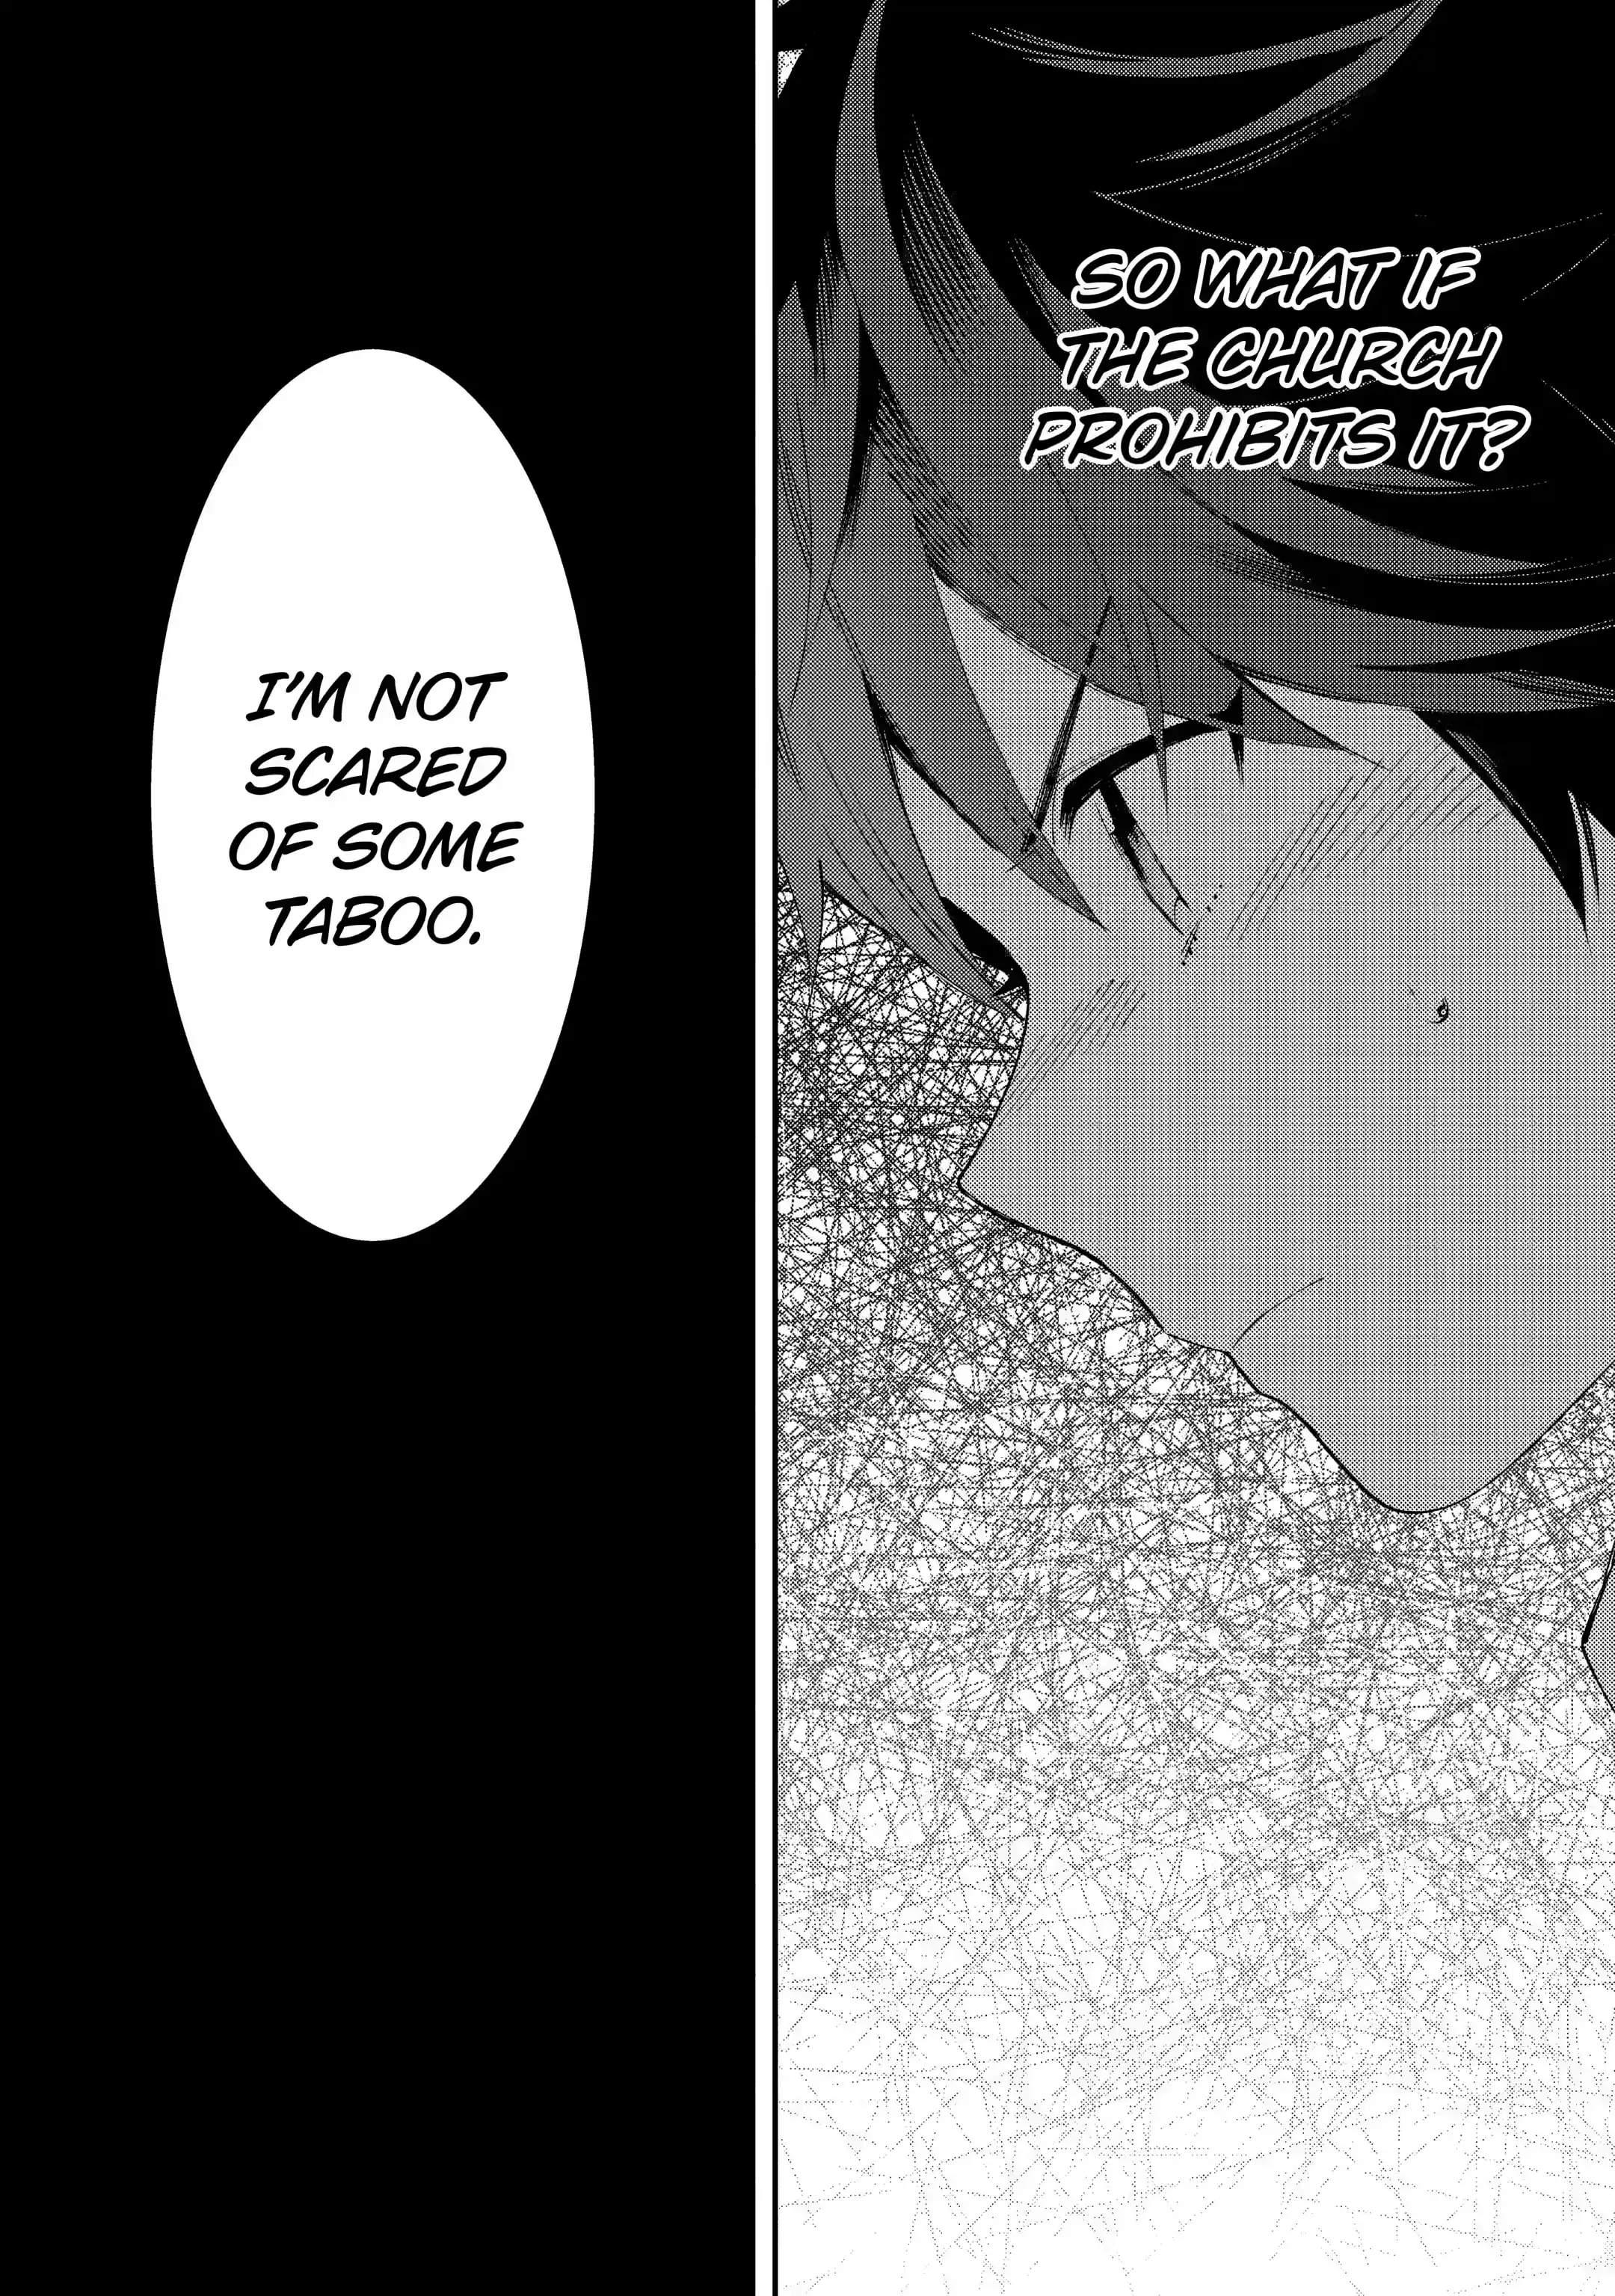 SO WHAT IF
THE CHURCH
PROHIBITS IT?
I'M NOT
SCARED
OF SOME
TABOO.